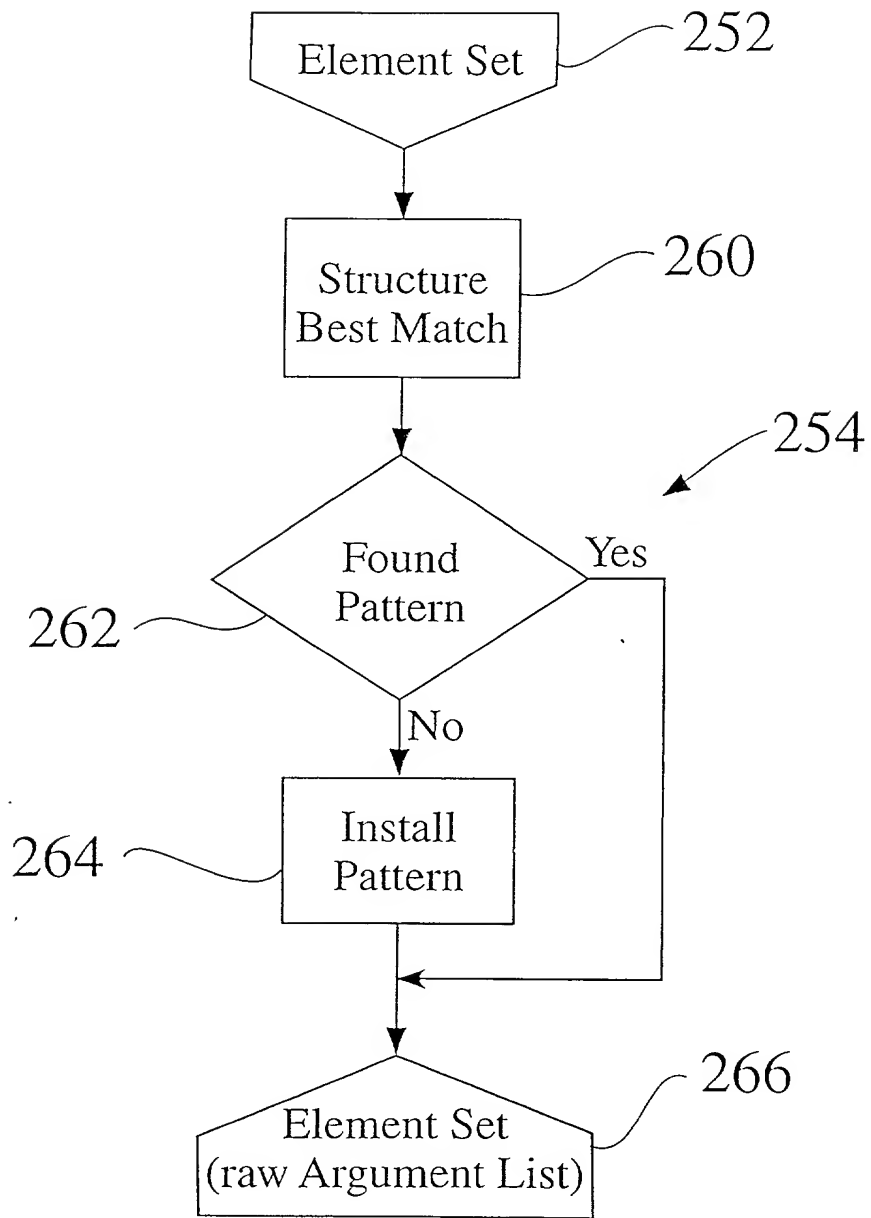 Element Set
252
Structure
Best Match
260
254
Found
Pattern
Yes
262
No
Install
Pattern
264
Element Set
(raw Argument List)
266